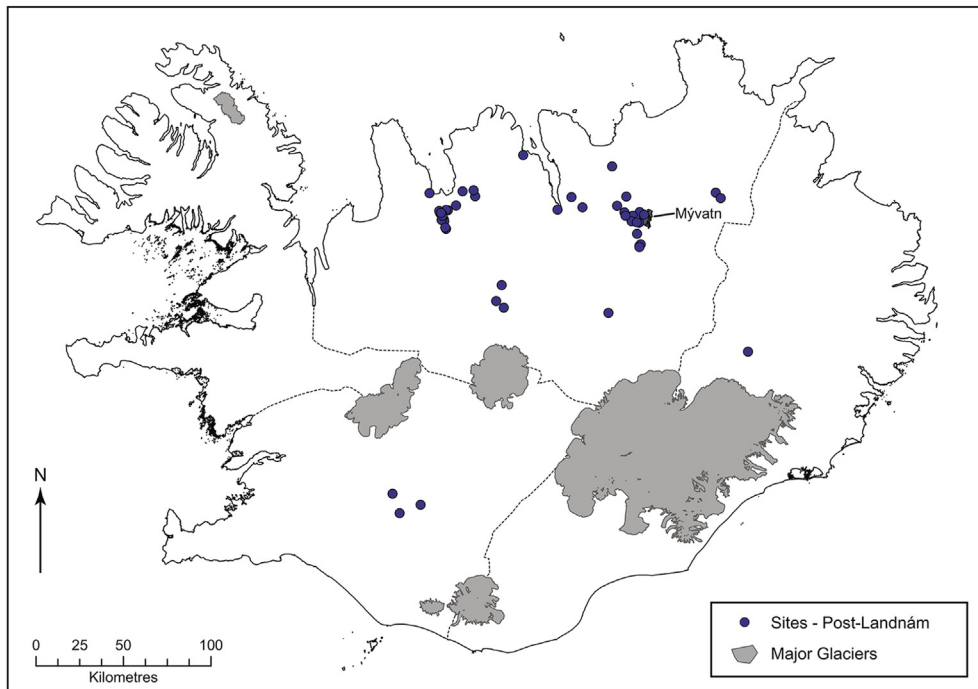 Mývatn
N
0 25 50 100
Kilometres
Sites - Post-Landnám
Major Glaciers